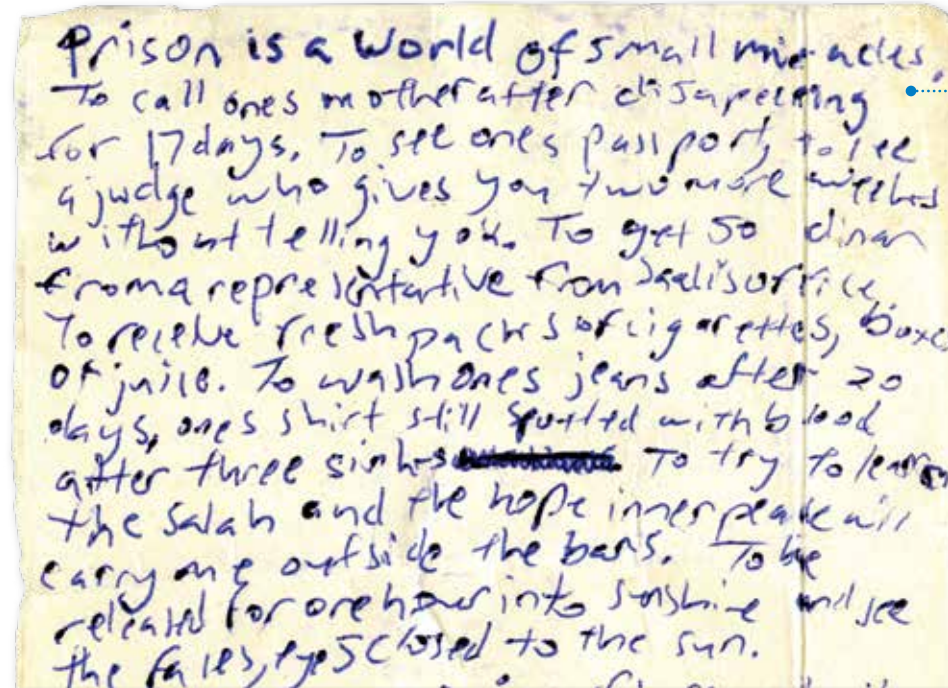 Prison is a world of small miracles.
To call ones mother after disapearing
for 17 days. To see ones passport, to see
a judge who gives you two more weeks
without telling you. To get 50 dinar
from a representative from Saadis office
To recieve fresh packs of cigarettes, boxes
of juice. To wash ones jeans after 20
days, ones shirt still spotted with blood
after three sinks To try to learn
the Salah and the hope inner peace will
carry me outside the bars. To be
released for one hour into sunshine and see
the faces, eyes closed to the sun.